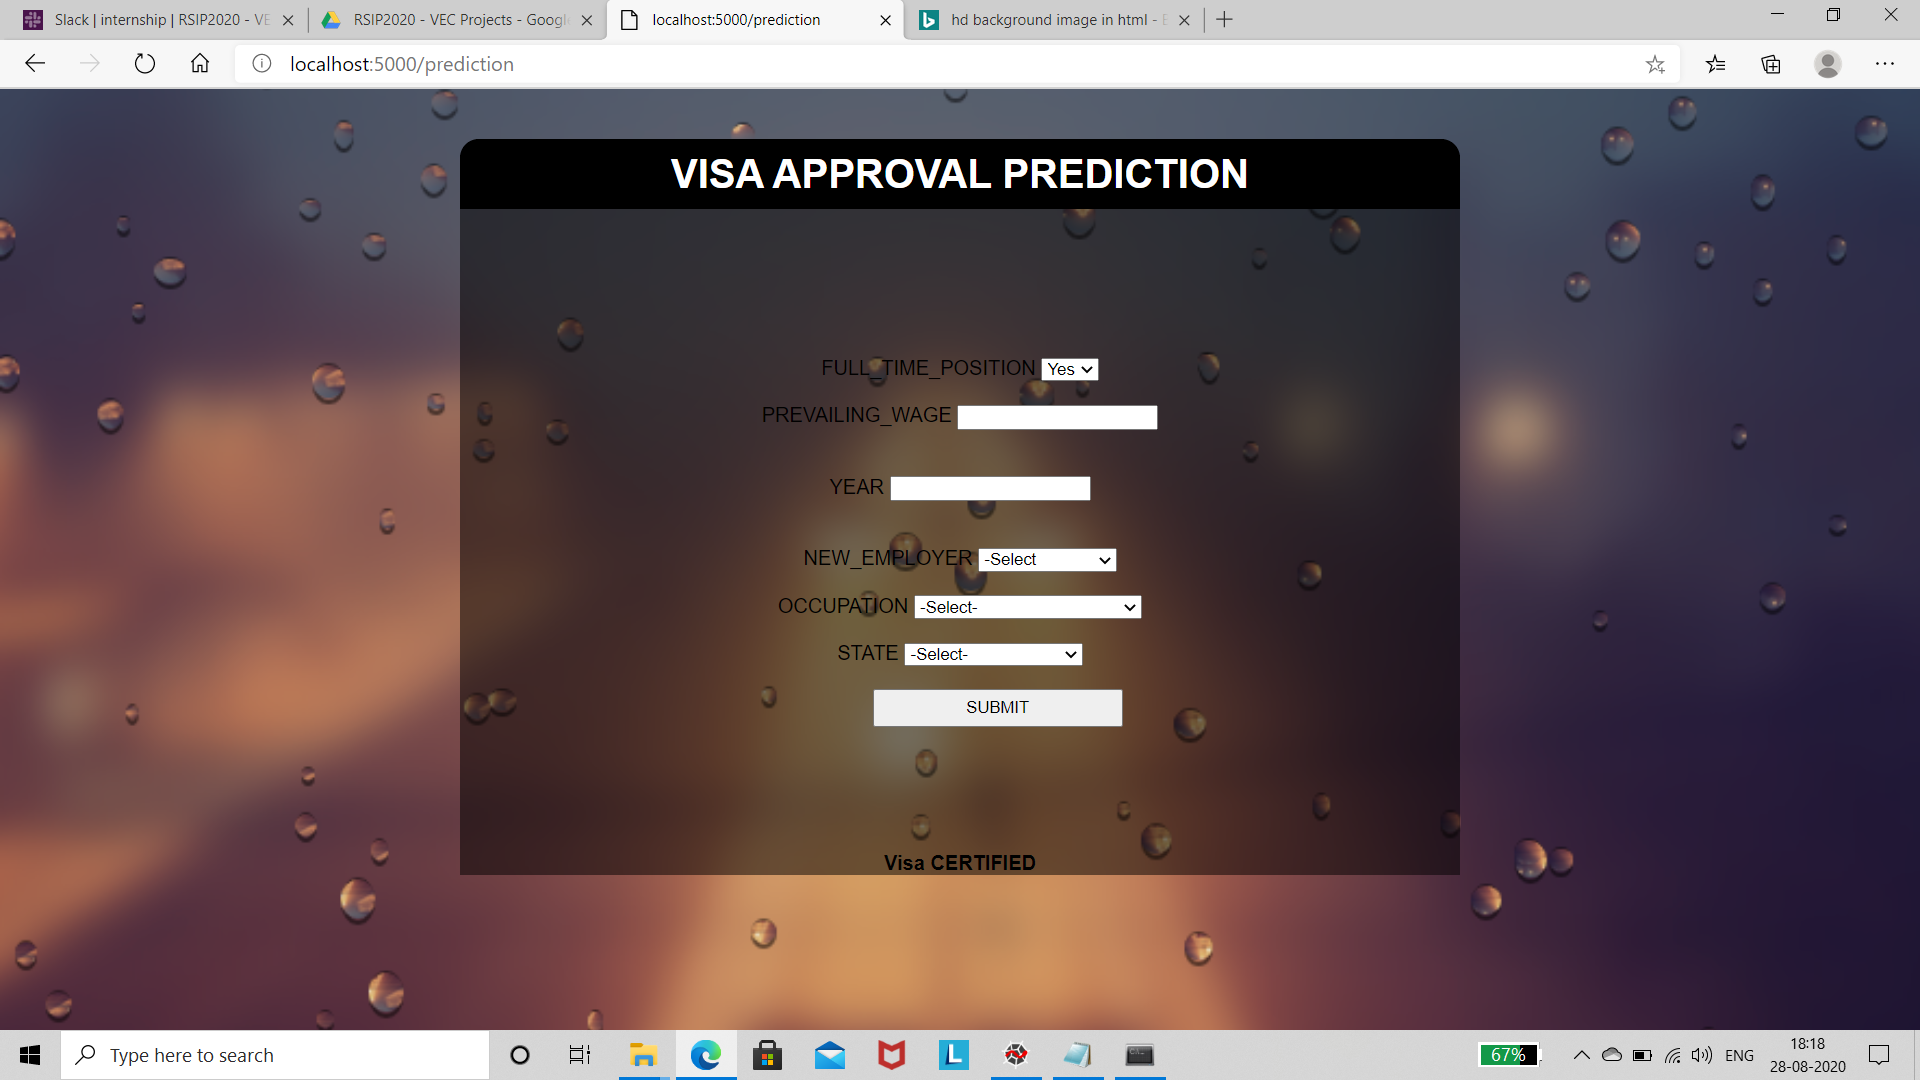 Slack | internship | RSIP2020 - VE
RSIP2020 - VEC Projects - Googl
localhost:5000/prediction
hd background image in html - B
localhost:5000/prediction
VISA APPROVAL PREDICTION
FULL_TIME_POSITION Yes
PREVAILING_WAGE
YEAR
NEW_EMPLOYER -Select
OCCUPATION -Select-
STATE -Select-
SUBMIT
Visa CERTIFIED
Type here to search
67%
ENG
18:18
28-08-2020